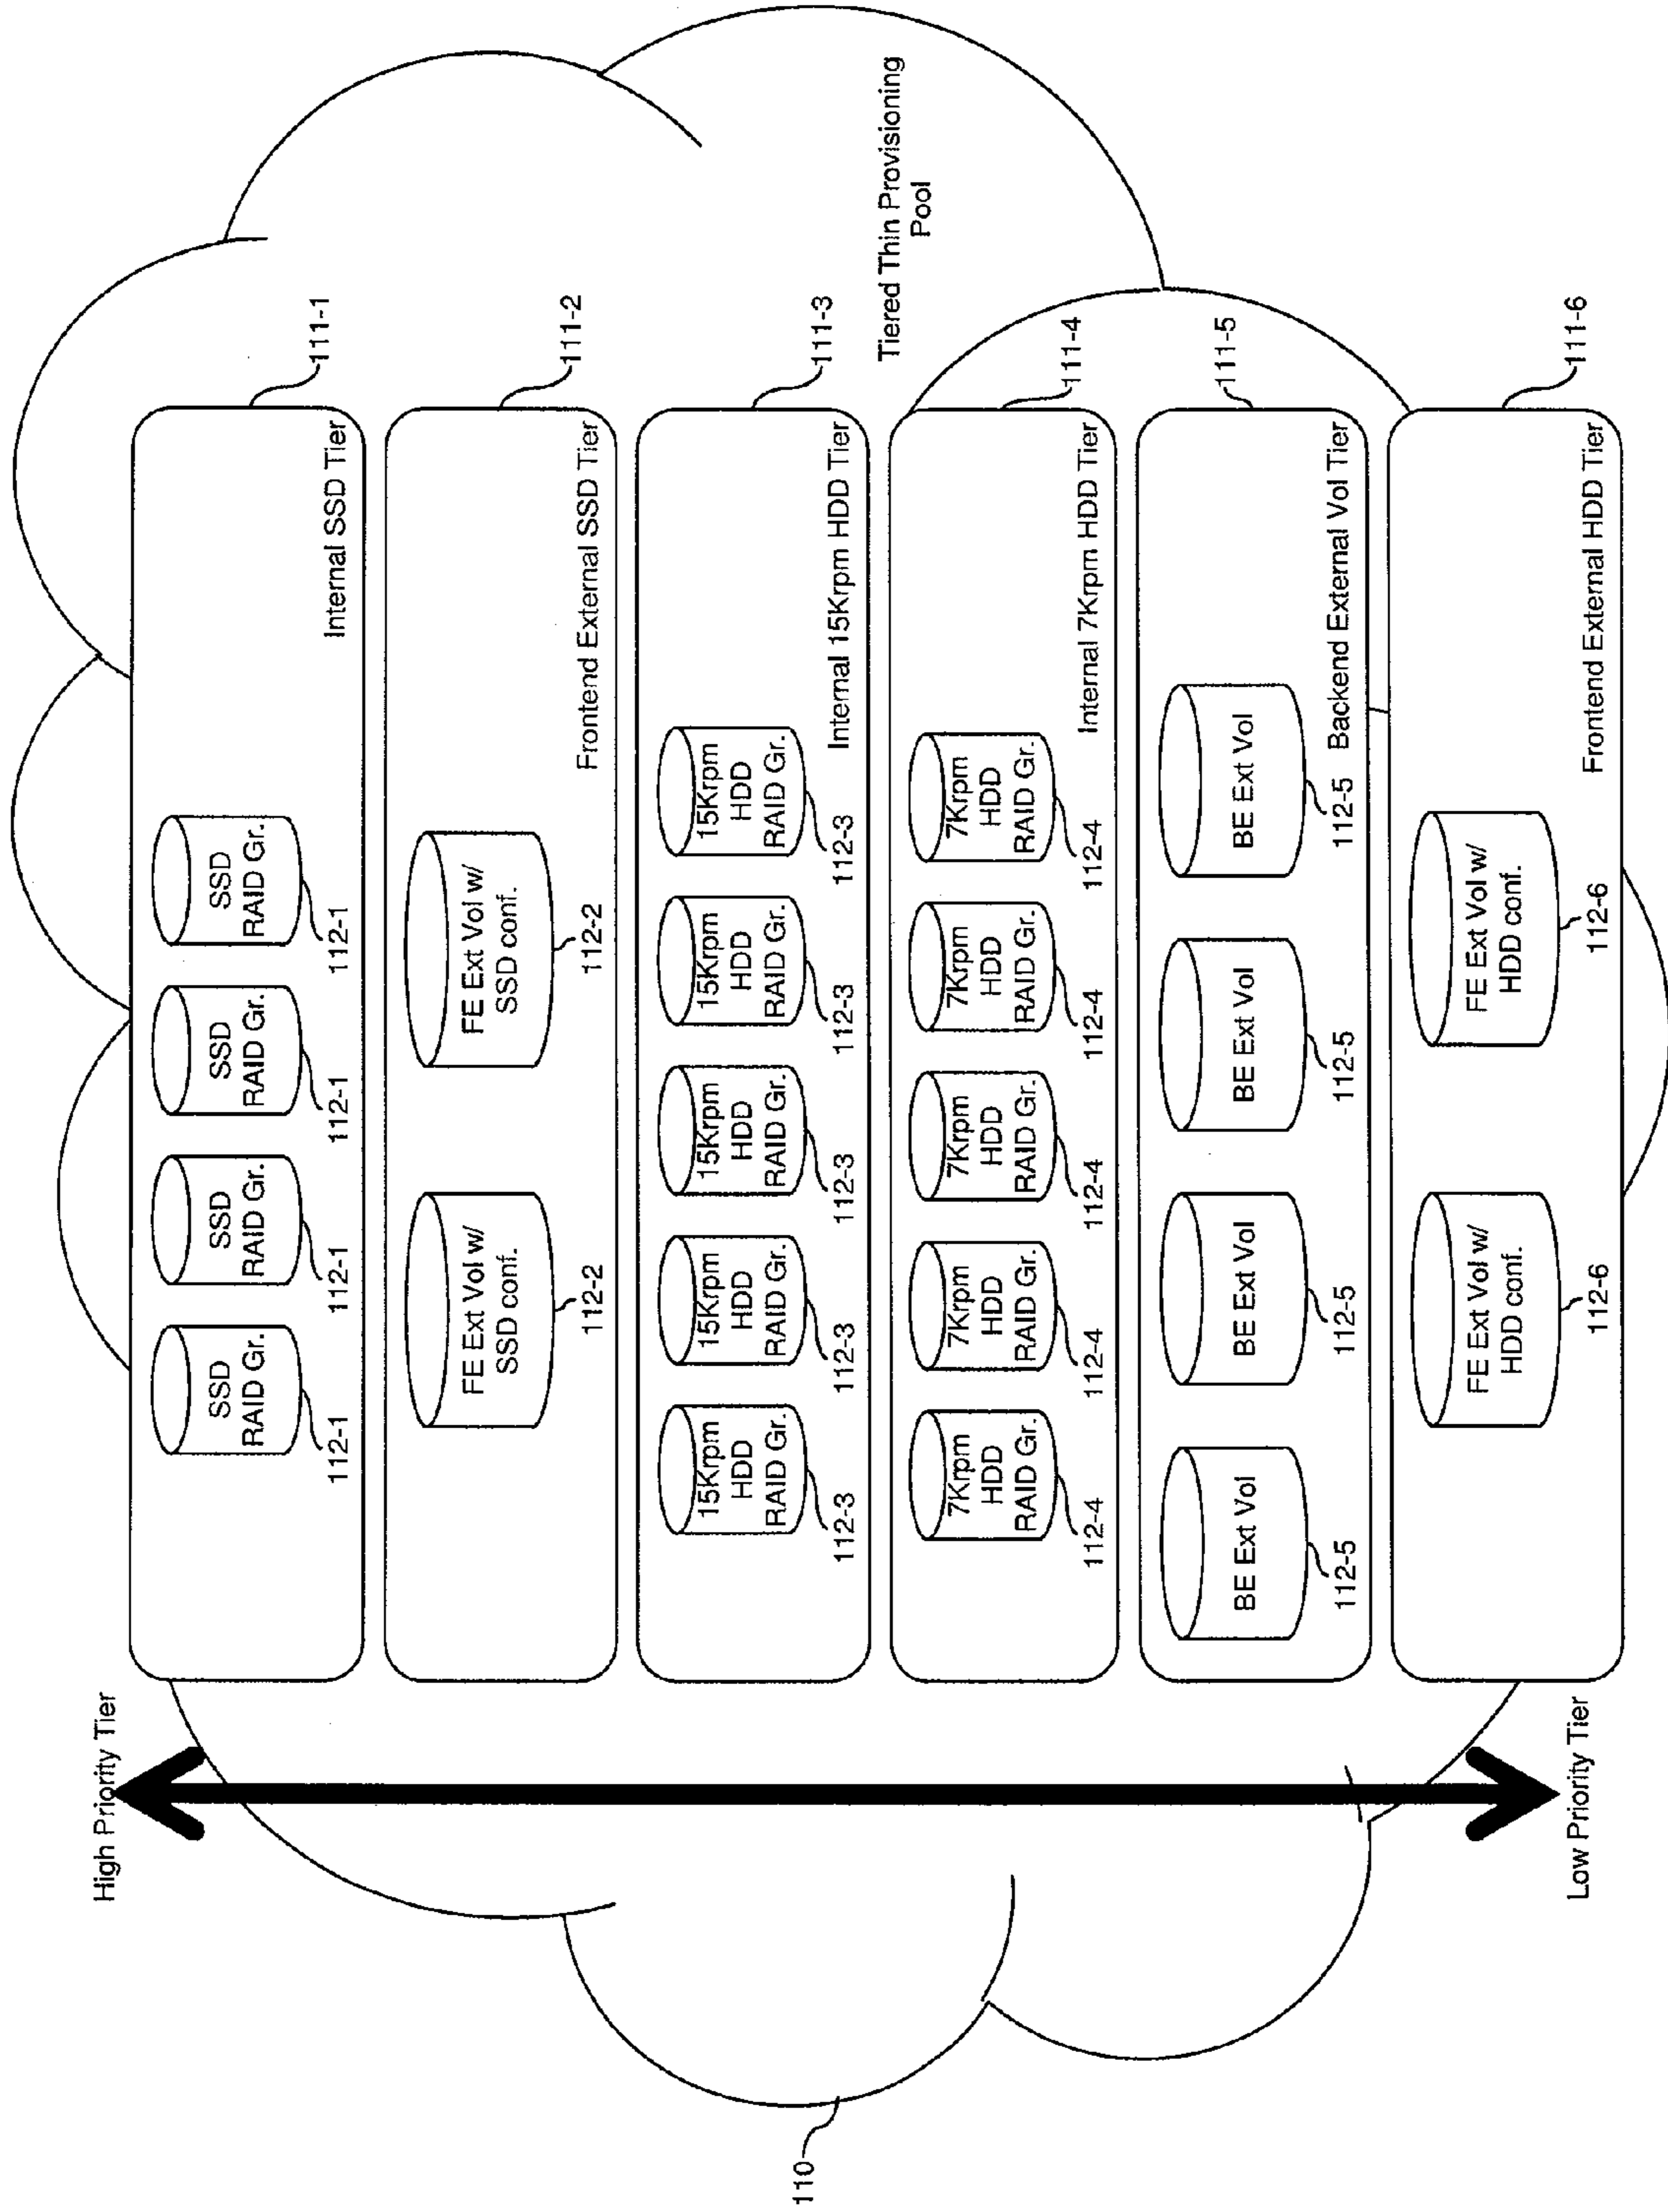 High Priority Tier
SSD
RAID Gr.
112-1
SSD
RAID Gr.
112-1
SSD
RAID Gr.
112-1
SSD
RAID Gr.
112-1
Internal SSD Tier
111-1
FE Ext Vol w/
SSD conf.
112-2
FE Ext Vol w/
SSD conf.
112-2
Frontend External SSD Tier
111-2
15Krpm
HDD
RAID Gr.
112-3
15Krpm
HDD
RAID Gr.
112-3
15Krpm
HDD
RAID Gr.
112-3
15Krpm
HDD
RAID Gr.
112-3
15Krpm
HDD
RAID Gr.
112-3
Internal 15Krpm HDD Tier
111-3
Tiered Thin Provisioning
Pool
7Krpm
HDD
RAID Gr.
112-4
7Krpm
HDD
RAID Gr.
112-4
7Krpm
HDD
RAID Gr.
112-4
7Krpm
HDD
RAID Gr.
112-4
7Krpm
HDD
RAID Gr.
112-4
Internal 7Krpm HDD Tier
111-4
BE Ext Vol
112-5
BE Ext Vol
112-5
BE Ext Vol
112-5
BE Ext Vol
112-5
Backend External Vol Tier
111-5
FE Ext Vol w/
HDD conf.
112-6
FE Ext Vol w/
HDD conf.
112-6
Frontend External HDD Tier
111-6
Low Priority Tier
110